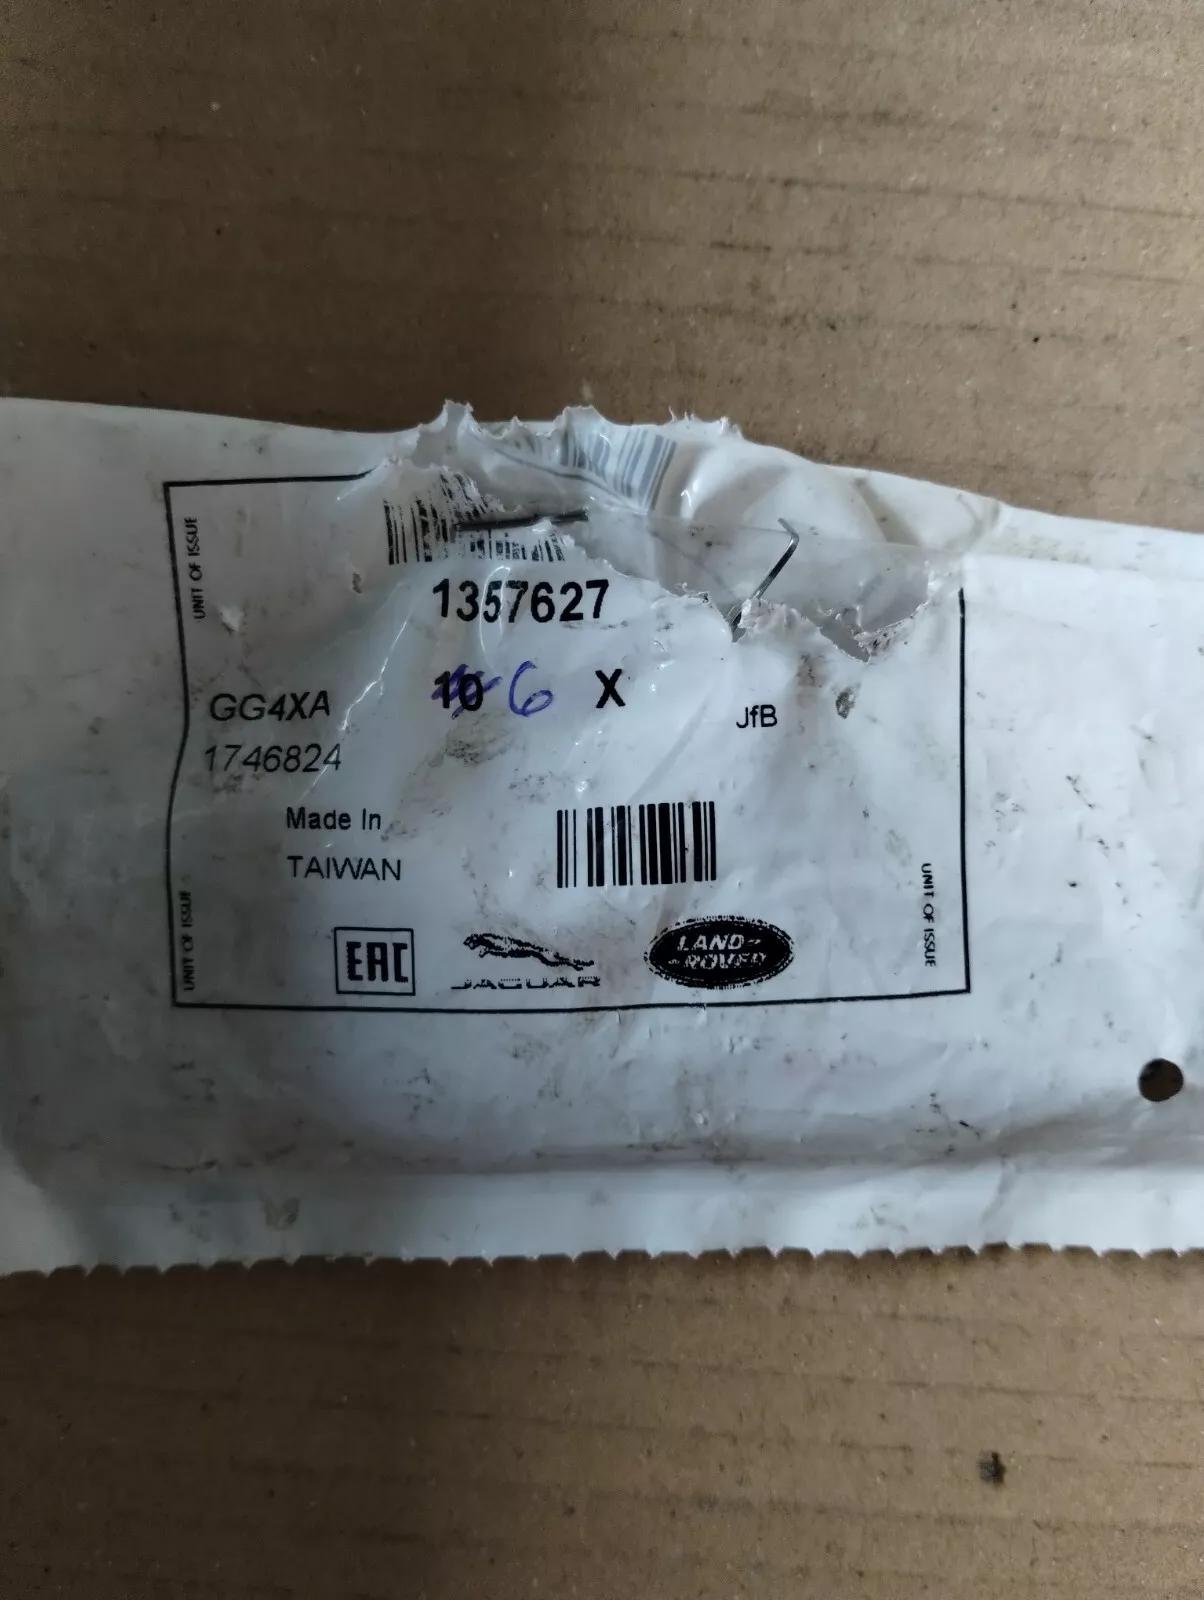 UNIT OF ISSUE
1357627
10 6 X
GG4XA
JfB
1746824
Made In
TAIWAN
UNIT OF ISSUE
UNIT OF ISSUE
EAC
JAGUAR
LAND-
-ROVER